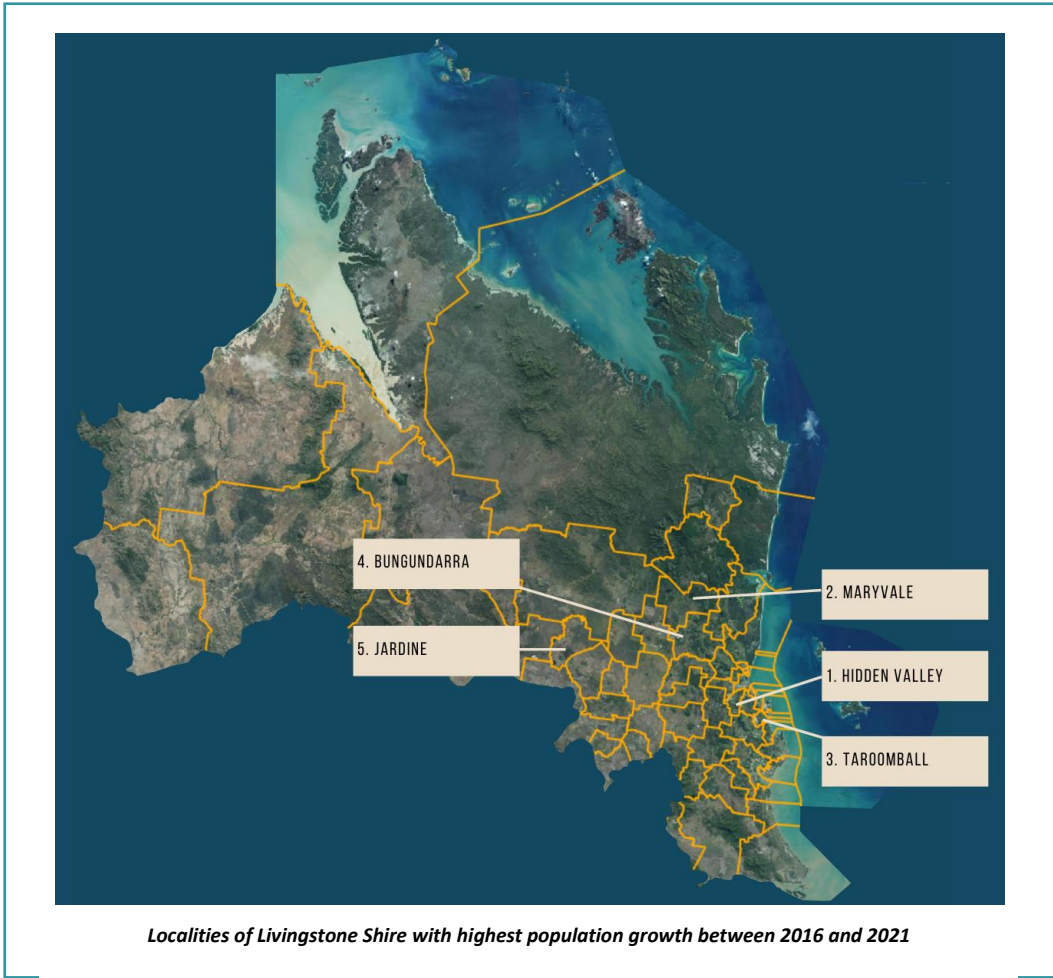 4. BUNGUNDARRA
2. MARYVALE
5. JARDINE
1. HIDDEN VALLEY
3. TAROOMBALL
Localities of Livingstone Shire with highest population growth between 2016 and 2021